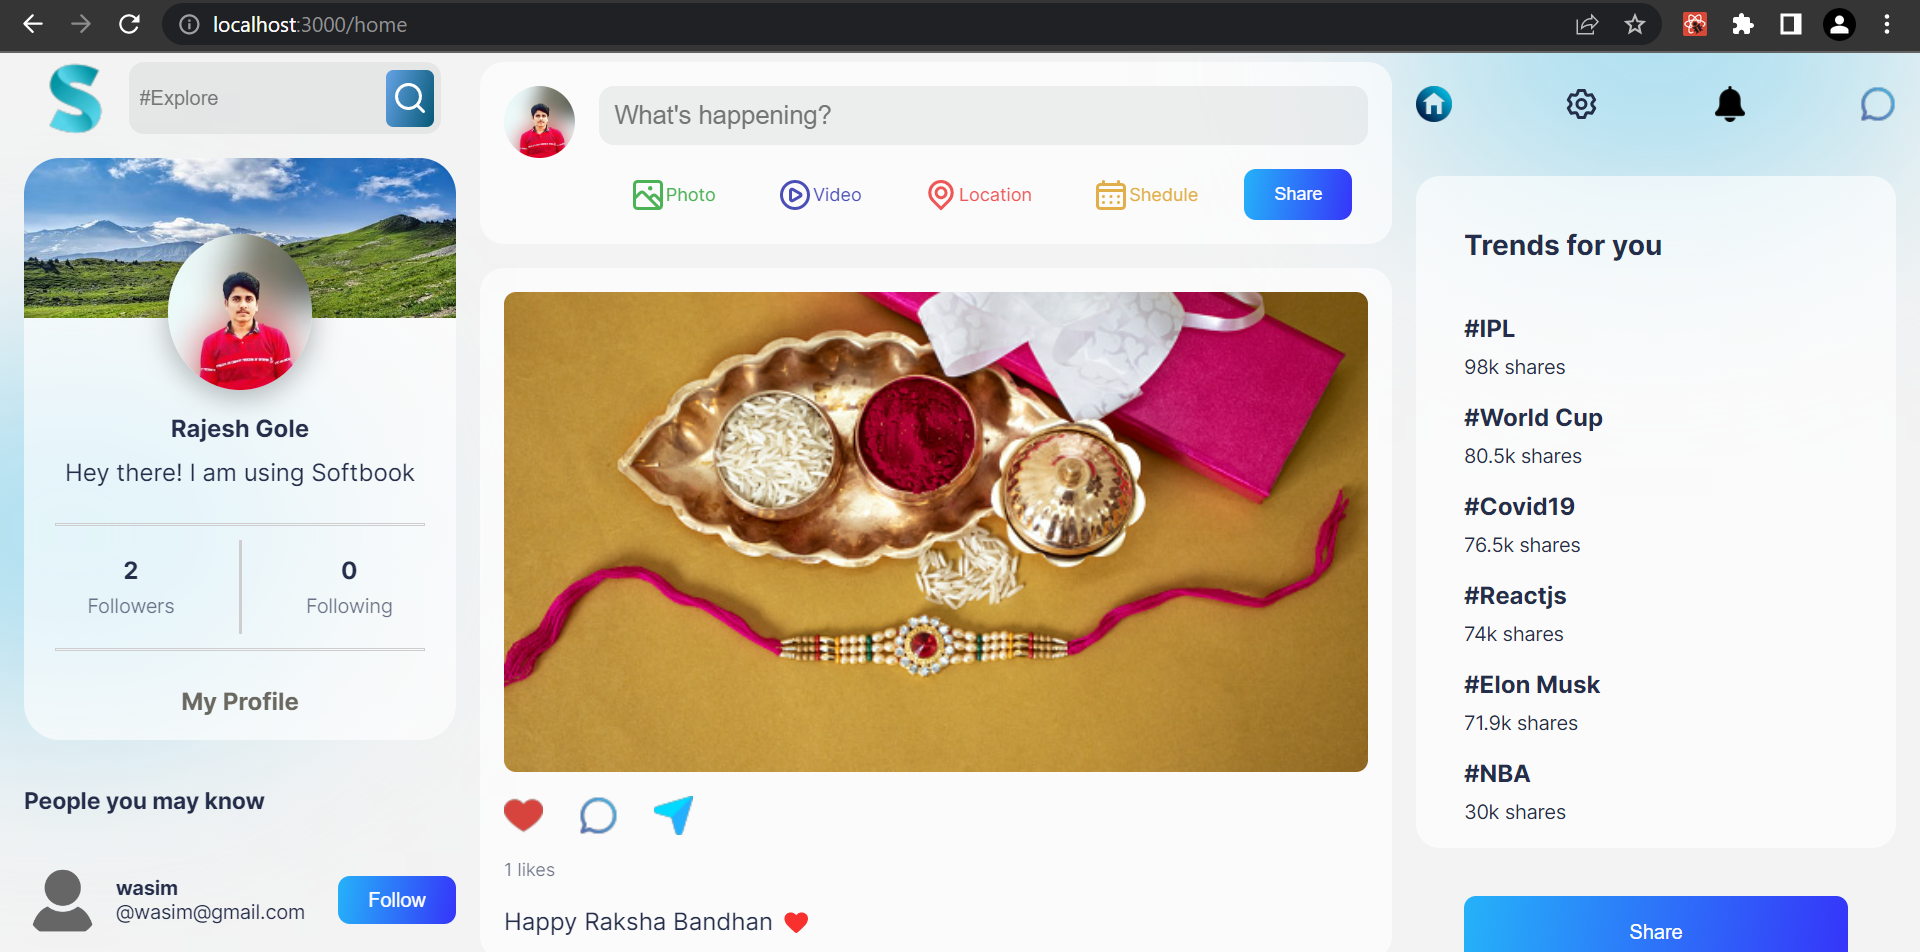 localhost:3000/home
#Explore
Rajesh Gole
Hey there! I am using Softbook
2
Followers
0
Following
My Profile
People you may know
wasim
@wasim@gmail.com
Follow
What's happening?
Photo
Video
Location
Shedule
Share
1 likes
Happy Raksha Bandhan ❤️
Trends for you
#IPL
98k shares
#World Cup
80.5k shares
#Covid19
76.5k shares
#Reactjs
74k shares
#Elon Musk
71.9k shares
#NBA
30k shares
Share